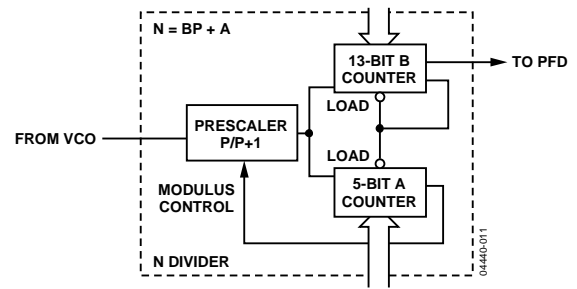 N = BP + A
13-BIT B
COUNTER
TO PFD
LOAD
PRESCALER
P/P+1
FROM VCO
LOAD
MODULUS
CONTROL
5-BIT A
COUNTER
N DIVIDER
04440-011